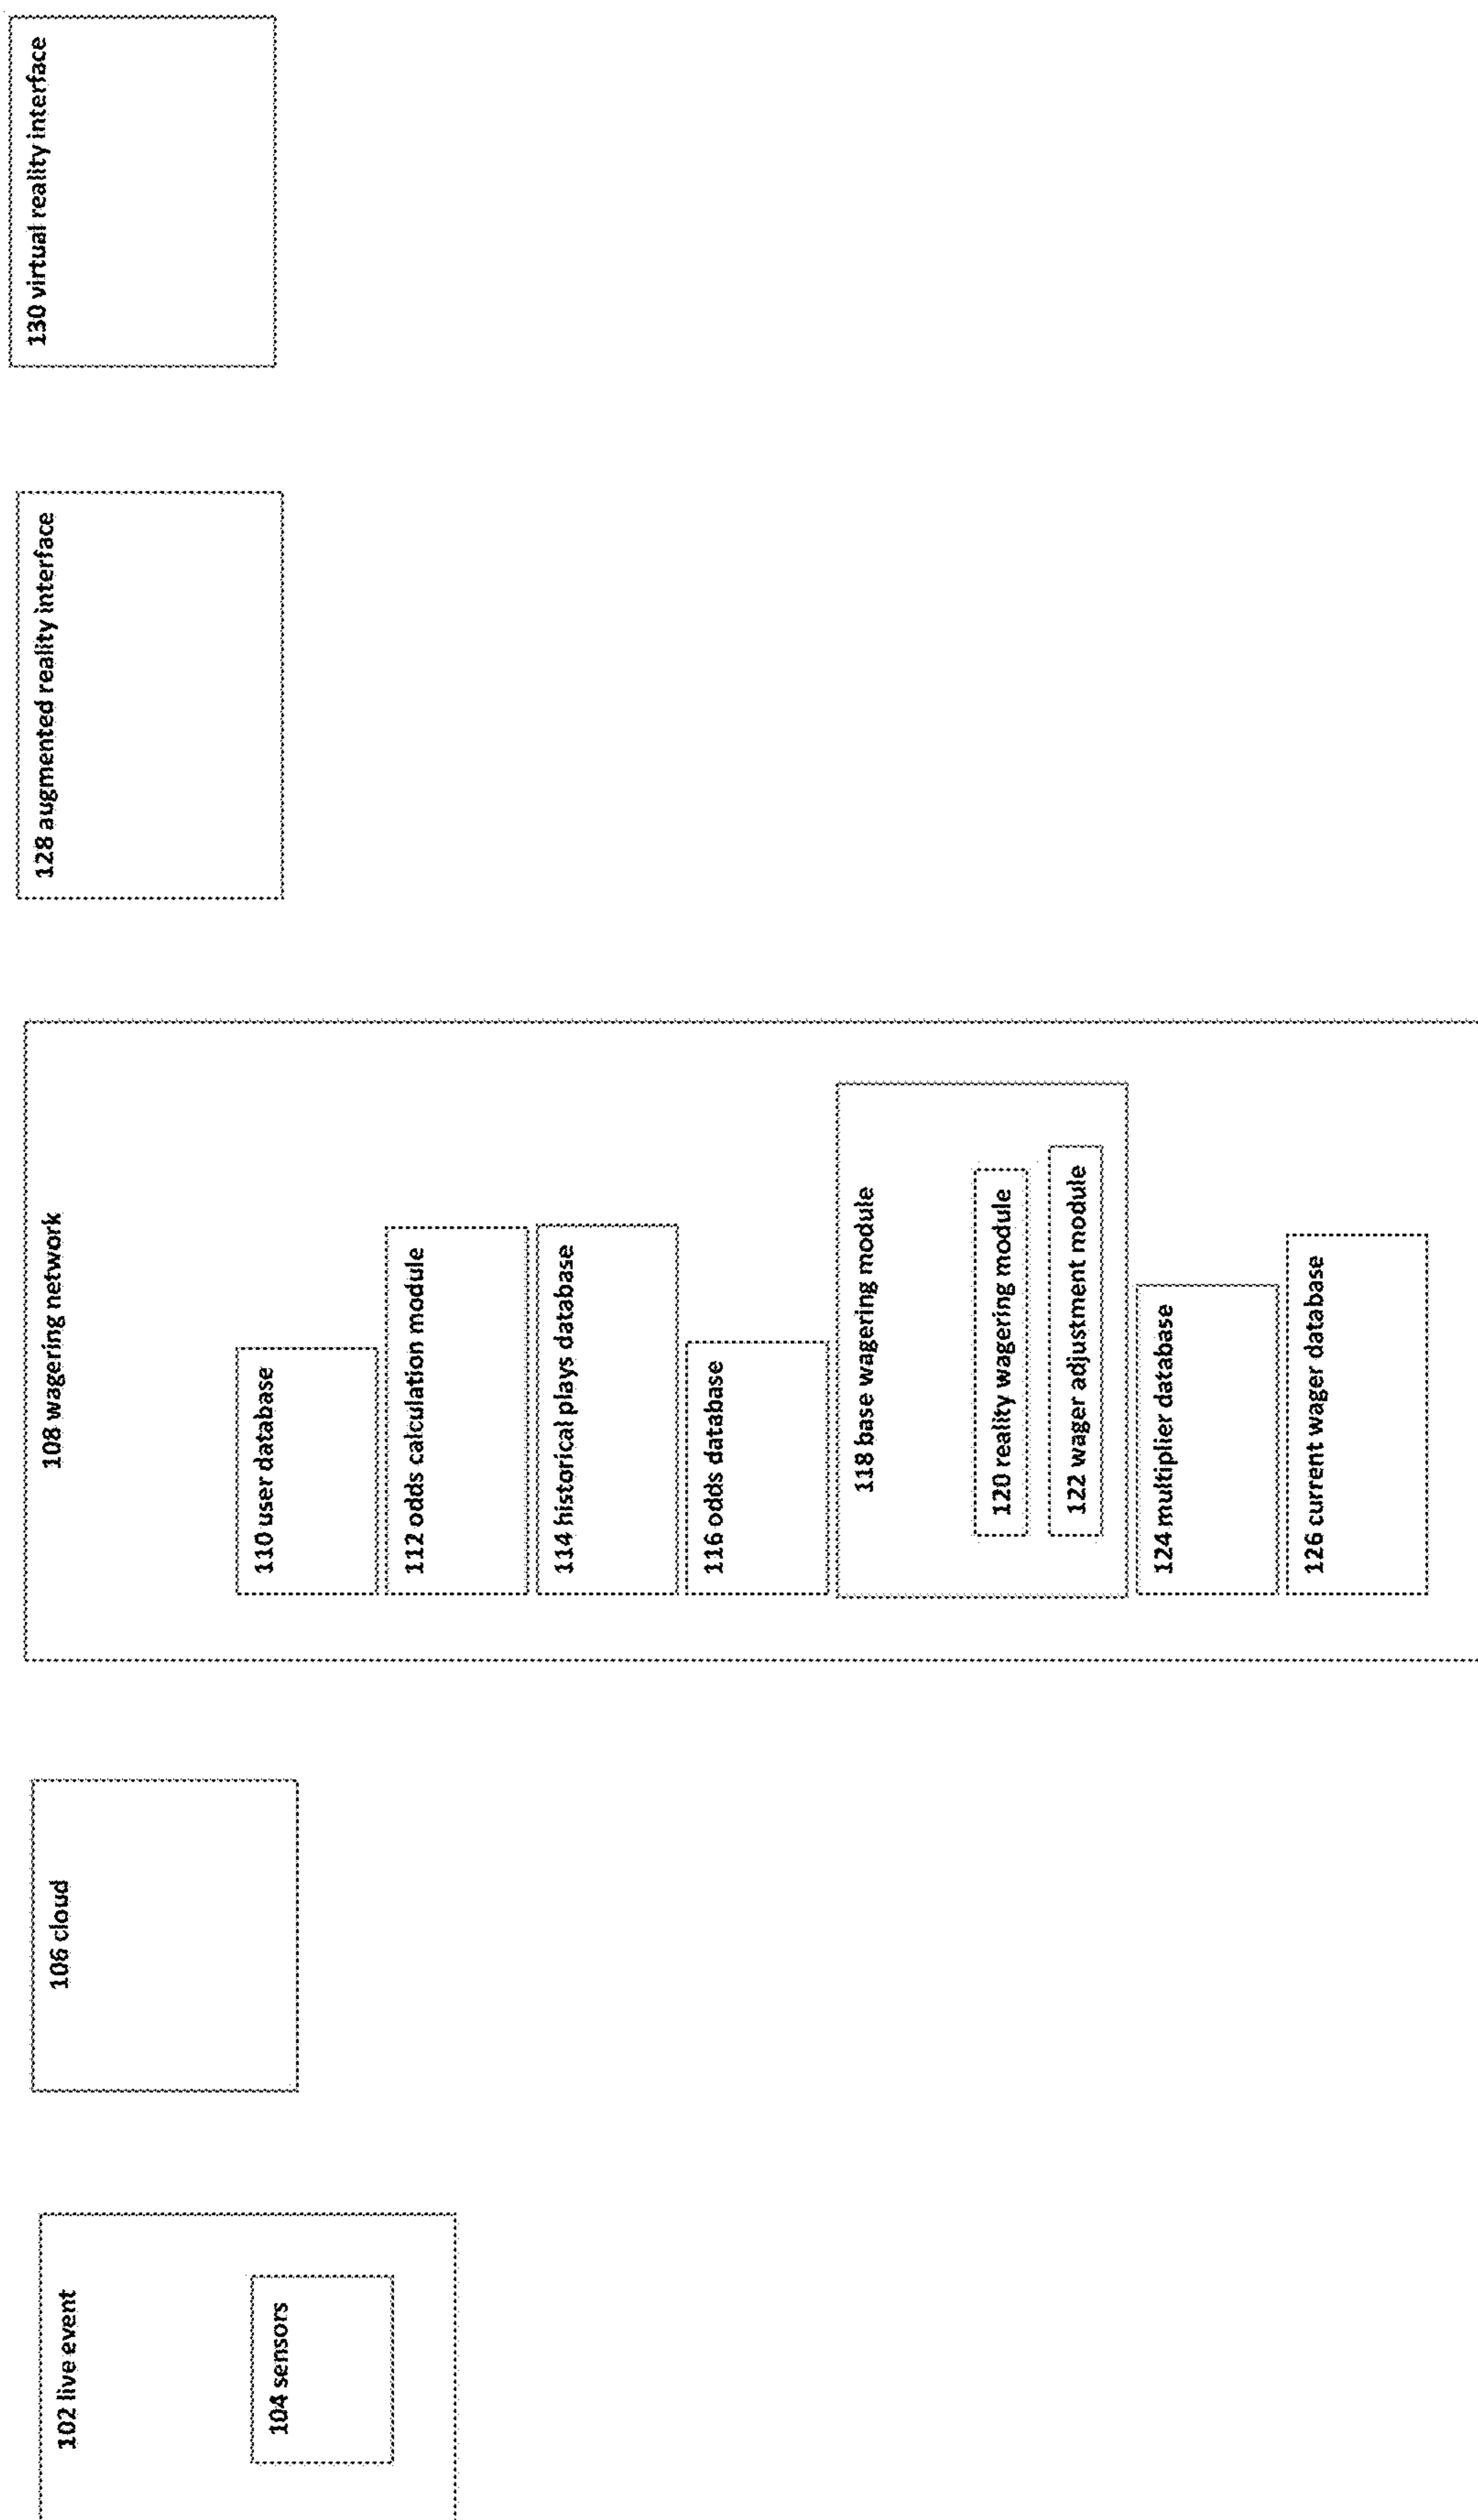 102 live event
104 sensors
106 cloud
108 wagering network
110 user database
112 odds calculation module
114 historical plays database
116 odds database
118 base wagering module
120 reality wagering module
122 wager adjustment module
124 multiplier database
126 current wager database
128 augmented reality interface
130 virtual reality interface